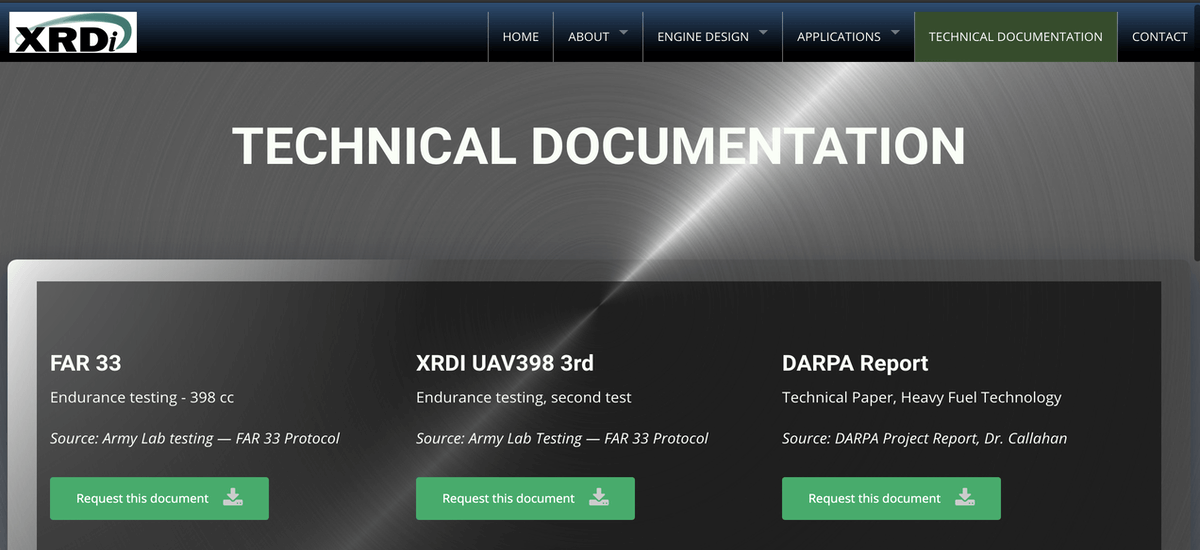 XRDi
HOME
ABOUT
ENGINE DESIGN
APPLICATIONS
TECHNICAL DOCUMENTATION
CONTACT
TECHNICAL DOCUMENTATION
FAR 33
Endurance testing - 398 cc
Source: Army Lab testing — FAR 33 Protocol
Request this document
XRDI UAV398 3rd
Endurance testing, second test
Source: Army Lab Testing — FAR 33 Protocol
Request this document
DARPA Report
Technical Paper, Heavy Fuel Technology
Source: DARPA Project Report, Dr. Callahan
Request this document